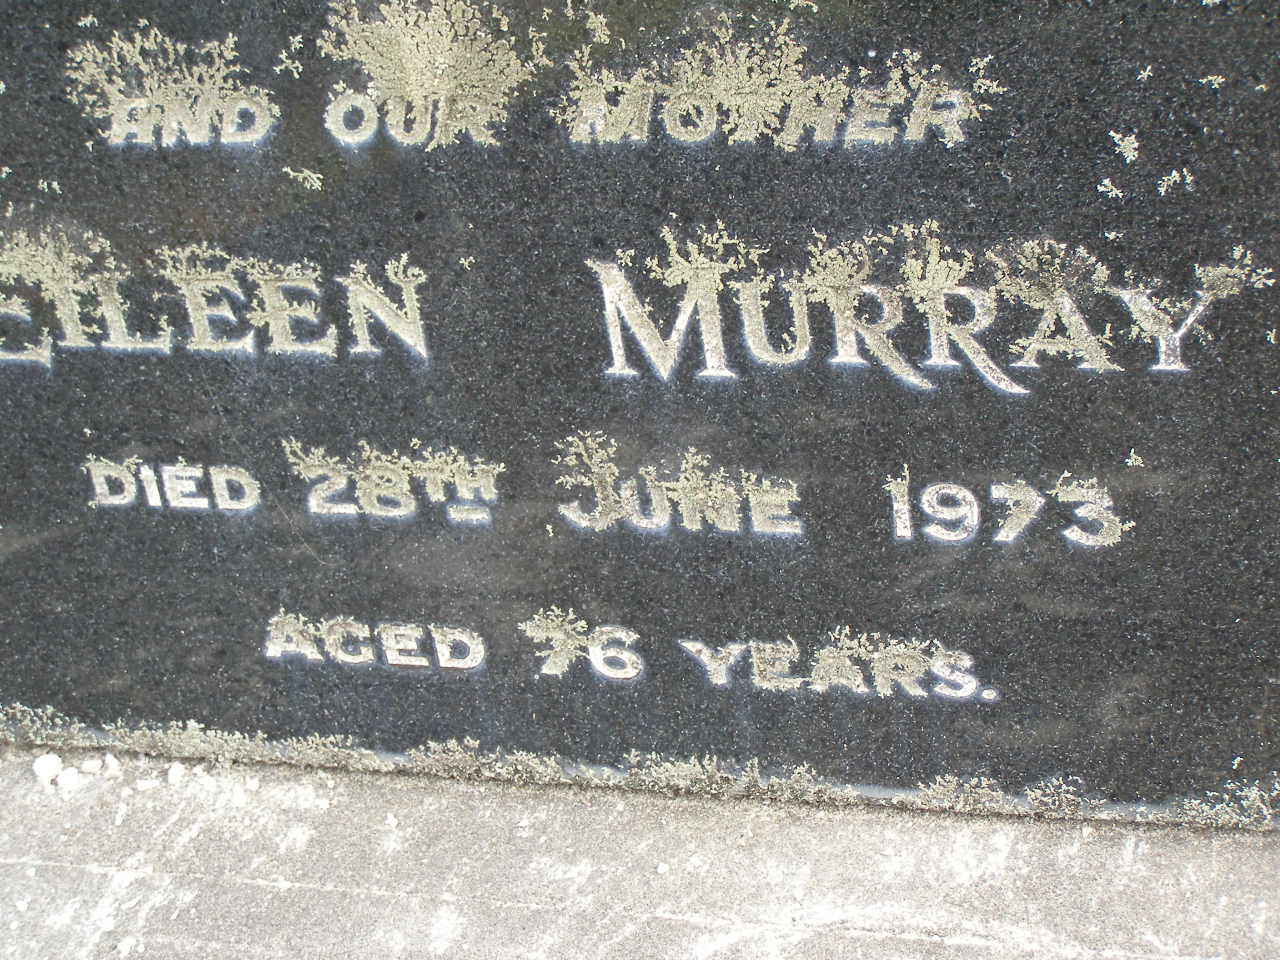 AND OUR MOTHER
EILEEN MURRAY
DIED 28TH JUNE 1973
AGED 76 YEARS.